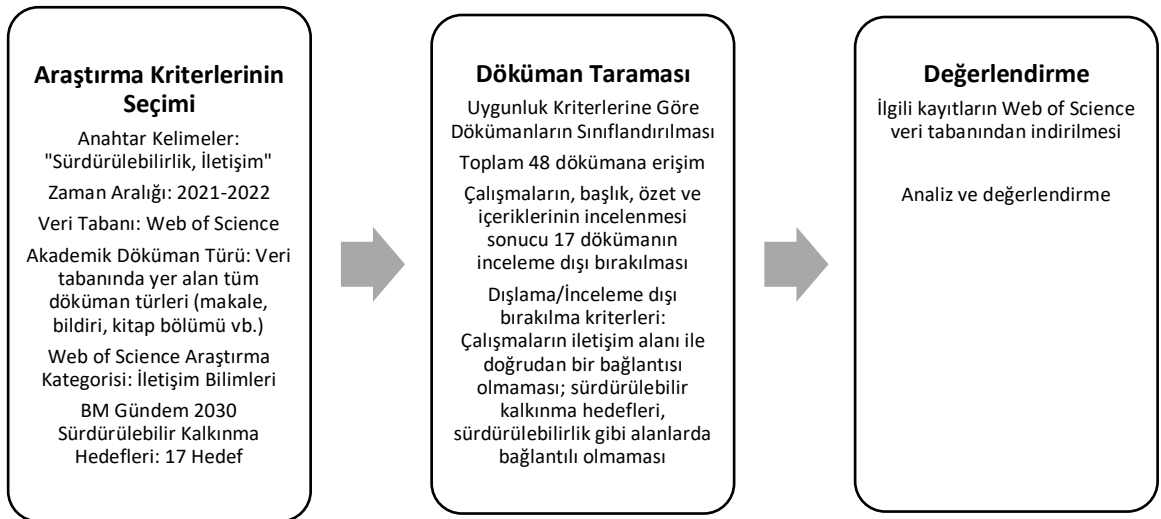 Araştırma Kriterlerinin
Seçimi
Anahtar Kelimeler:
"Sürdürülebilirlik, İletişim"
Zaman Aralığı: 2021-2022
Veri Tabanı: Web of Science
Akademik Döküman Türü: Veri
tabanında yer alan tüm
döküman türleri (makale,
bildiri, kitap bölümü vb.)
Web of Science Araştırma
Kategorisi: İletişim Bilimleri
BM Gündem 2030
Sürdürülebilir Kalkınma
Hedefleri: 17 Hedef
Döküman Taraması
Uygunluk Kriterlerine Göre
Dökümanların Sınıflandırılması
Toplam 48 dökümana erişim
Çalışmaların, başlık, özet ve
içeriklerinin incelenmesi
sonucu 17 dökümanın
inceleme dışı bırakılması
Dışlama/İnceleme dışı
bırakılma kriterleri:
Çalışmaların iletişim alanı ile
doğrudan bir bağlantısı
olmaması; sürdürülebilir
kalkınma hedefleri,
sürdürülebilirlik gibi alanlarda
bağlantılı olmaması
Değerlendirme
İlgili kayıtların Web of Science
veri tabanından indirilmesi
Analiz ve değerlendirme